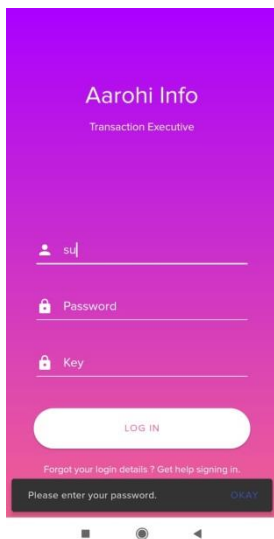 Aarohi Info
Transaction Executive
su
Password
Key
LOG IN
Forgot your login details ? Get help signing in.
Please enter your password. OKAY